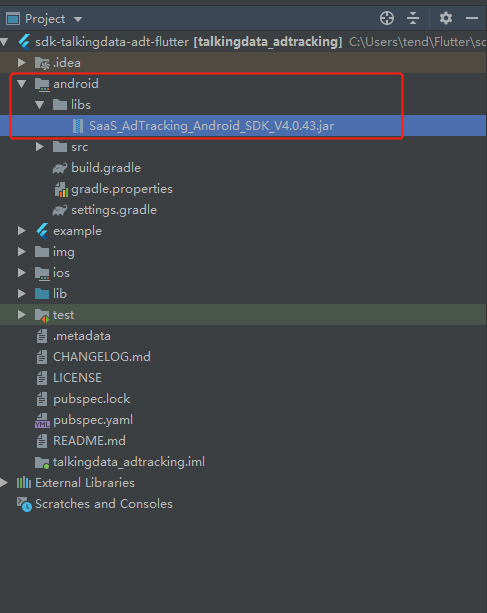 Project
sdk-talkingdata-adt-flutter [talkingdata_adtracking] C:\Users\tend\Flutter\sc
.idea
android
libs
SaaS_AdTracking_Android_SDK_V4.0.43.jar
src
build.gradle
gradle.properties
settings.gradle
example
img
ios
lib
test
.metadata
CHANGELOG.md
LICENSE
pubspec.lock
pubspec.yaml
README.md
talkingdata_adtracking.iml
External Libraries
Scratches and Consoles